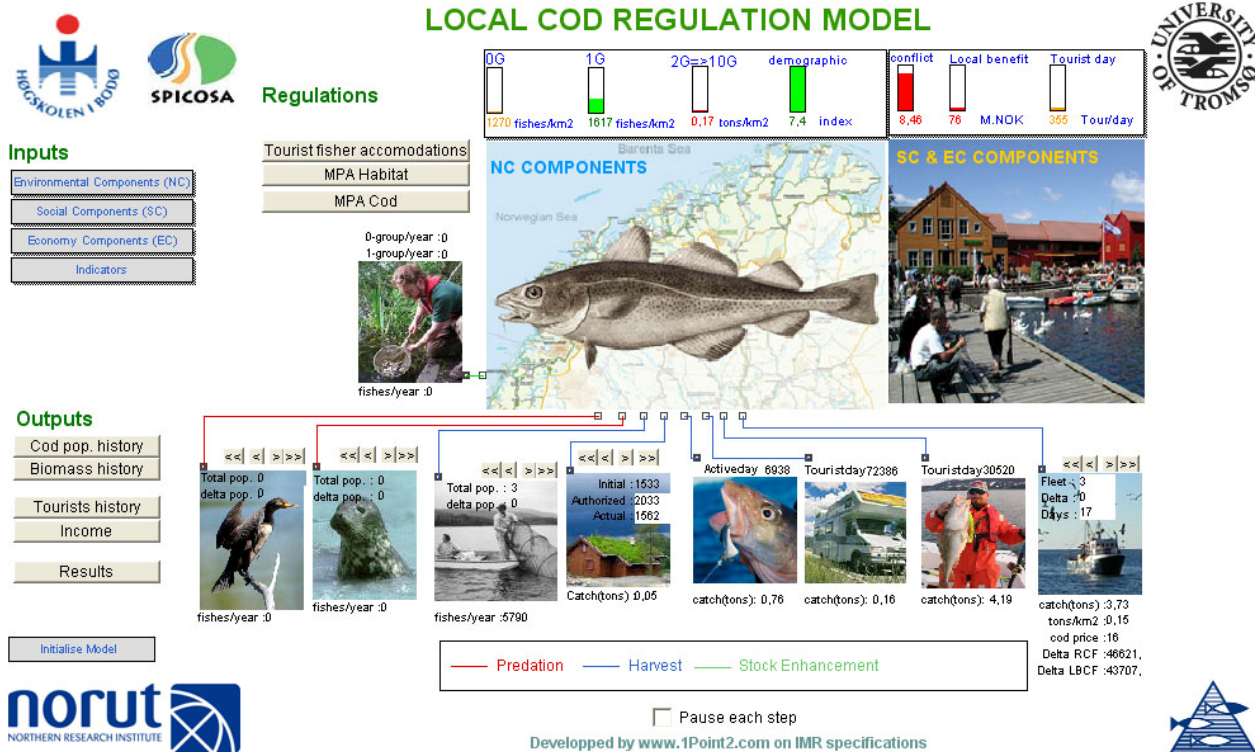 LOCAL COD REGULATION MODEL
HØGSKOLEN I BODØ
SPICOSA
UNIVERSITY OF TROMSØ
Regulations
0G 1G 2G=>10G demographic
1270 fishes/km2 1617 fishes/km2 0,17 tons/km2 7,4 index
conflict Local benefit Tourist day
8,46 76 M.NOK 355 Tour/day
Inputs
Environmental Components (NC)
Social Components (SC)
Economy Components (EC)
Indicators
Tourist fisher accomodations
MPA Habitat
MPA Cod
NC COMPONENTS
Barents Sea
Norwegian Sea
SC & EC COMPONENTS
0-group/year :0
1-group/year :0
fishes/year :0
Outputs
Cod pop. history
Biomass history
Tourists history
Income
Results
Initialise Model
<< < > >>
Total pop. 0
delta pop. 0
fishes/year :0
<< < > >>
Total pop. : 0
delta pop. : 0
fishes/year :0
<< < > >>
Total pop. : 3
delta pop. : 0
fishes/year :5790
<< < > >>
Initial :1533
Authorized :2033
Actual :1562
Catch(tons) :0,05
Activeday 6938
catch(tons): 0,76
Touristday72386
catch(tons): 0,16
Touristday30520
catch(tons): 4,19
<< < > >>
Fleet : 3
Delta : 0
Days : 17
catch(tons) :3,73
tons/km2 :0,15
cod price :16
Delta RCF :46621,
Delta LBCF :43707,
Predation Harvest Stock Enhancement
Pause each step
Developped by www.1Point2.com on IMR specifications
norut
NORTHERN RESEARCH INSTITUTE